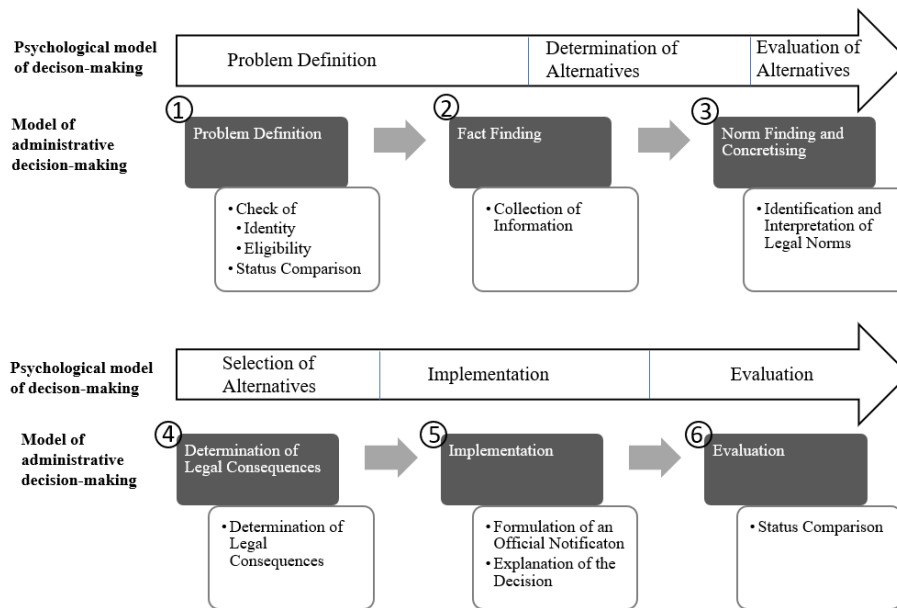 Psychological model
of decison-making
Problem Definition
Determination of
Alternatives
Evaluation of
Alternatives
Model of
administrative
decision-making
1
Problem Definition
2
Fact Finding
3
Norm Finding and
Concretising
• Check of
• Identity
• Eligibility
• Status Comparison
• Collection of
Information
• Identification and
Interpretation of
Legal Norms
Psychological model
of decison-making
Selection of
Alternatives
Implementation
Evaluation
Model of
administrative
decision-making
4
Determination of
Legal Consequences
5
Implementation
6
Evaluation
• Determination of
Legal
Consequences
• Formulation of an
Official Notificaton
• Explanation of the
Decision
• Status Comparison